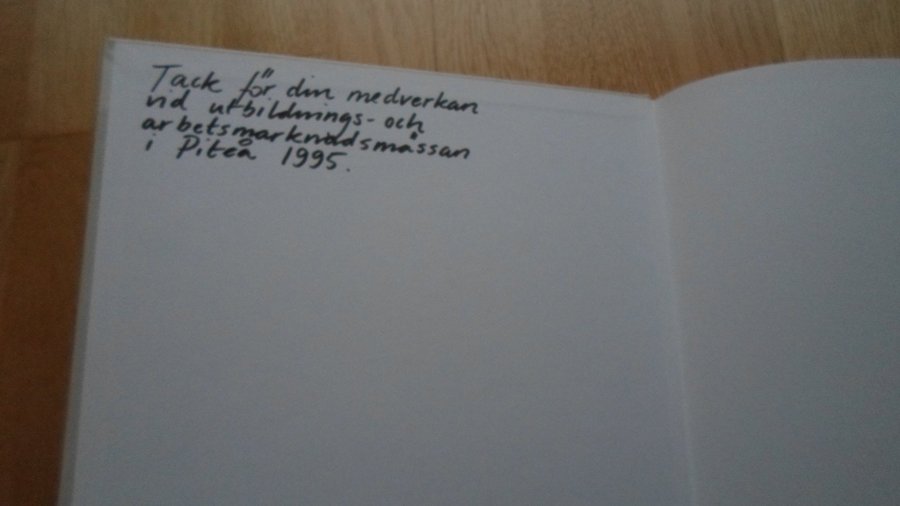 Tack för din medverkan
vid utbildnings- och
arbetsmarknadsmässan
i Piteå 1995.